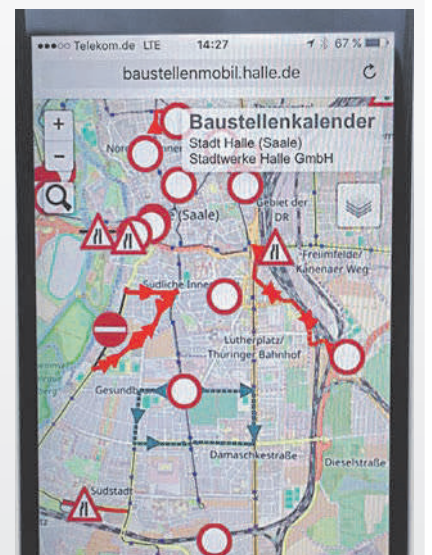 Telekom.de LTE 14:27 67 %
baustellenmobil.halle.de
+
Baustellenkalender
Stadt Halle (Saale)
Stadtwerke Halle GmbH
−
(Saale)
Gebiet der
DR
Freiimfelde/
Kanenaer Weg
Südliche Inne
Lutherplatz/
Thüringer Bahnhof
Gesundb
Damaschkestraße
Dieselstraße
Südstadt